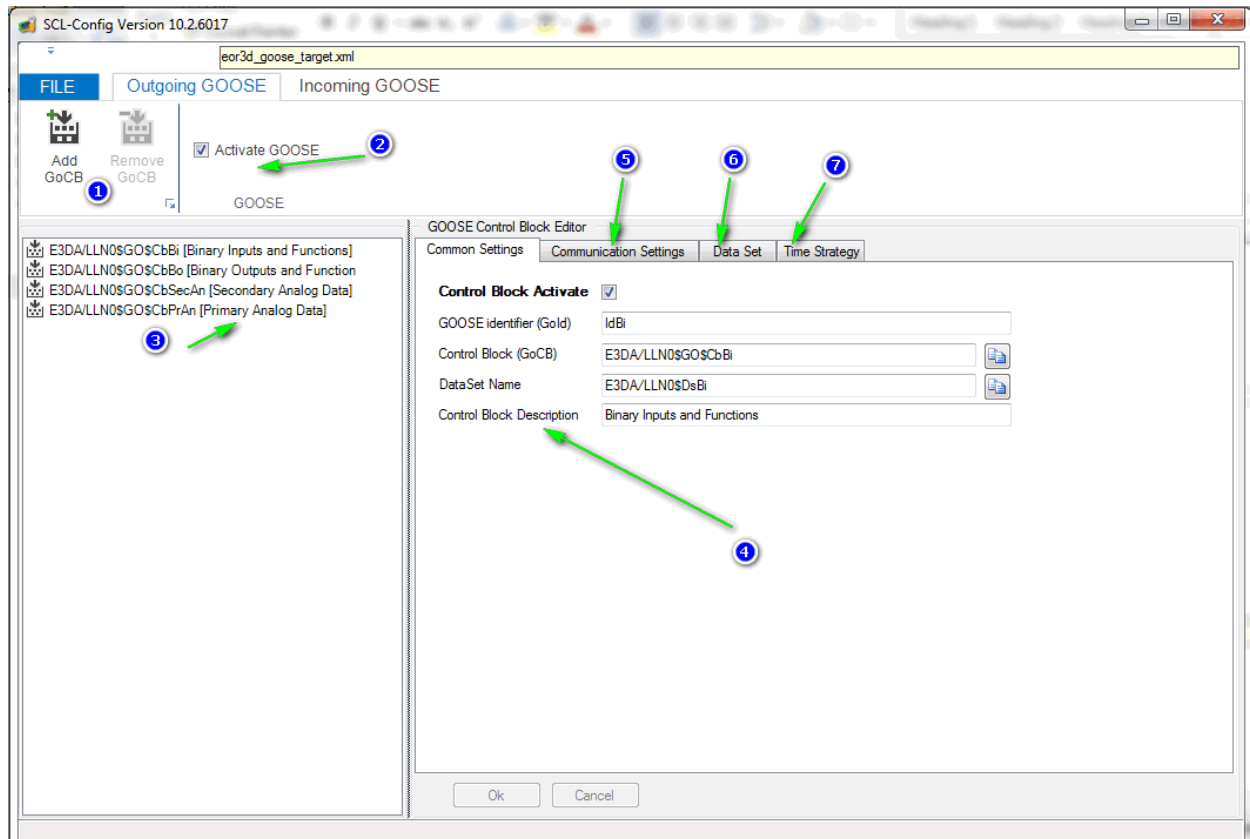 SCL-Config Version 10.2.6017
eor3d_goose_target.xml
FILE Outgoing GOOSE Incoming GOOSE
Add GoCB
Remove GoCB
1
Activate GOOSE
2
GOOSE
5
6
7
E3DA/LLN0$GO$CbBi [Binary Inputs and Functions]
E3DA/LLN0$GO$CbBo [Binary Outputs and Function
E3DA/LLN0$GO$CbSecAn [Secondary Analog Data]
E3DA/LLN0$GO$CbPrAn [Primary Analog Data]
3
GOOSE Control Block Editor
Common Settings Communication Settings Data Set Time Strategy
Control Block Activate
GOOSE identifier (GoId) IdBi
Control Block (GoCB) E3DA/LLN0$GO$CbBi
DataSet Name E3DA/LLN0$DsBi
Control Block Description Binary Inputs and Functions
4
Ok Cancel